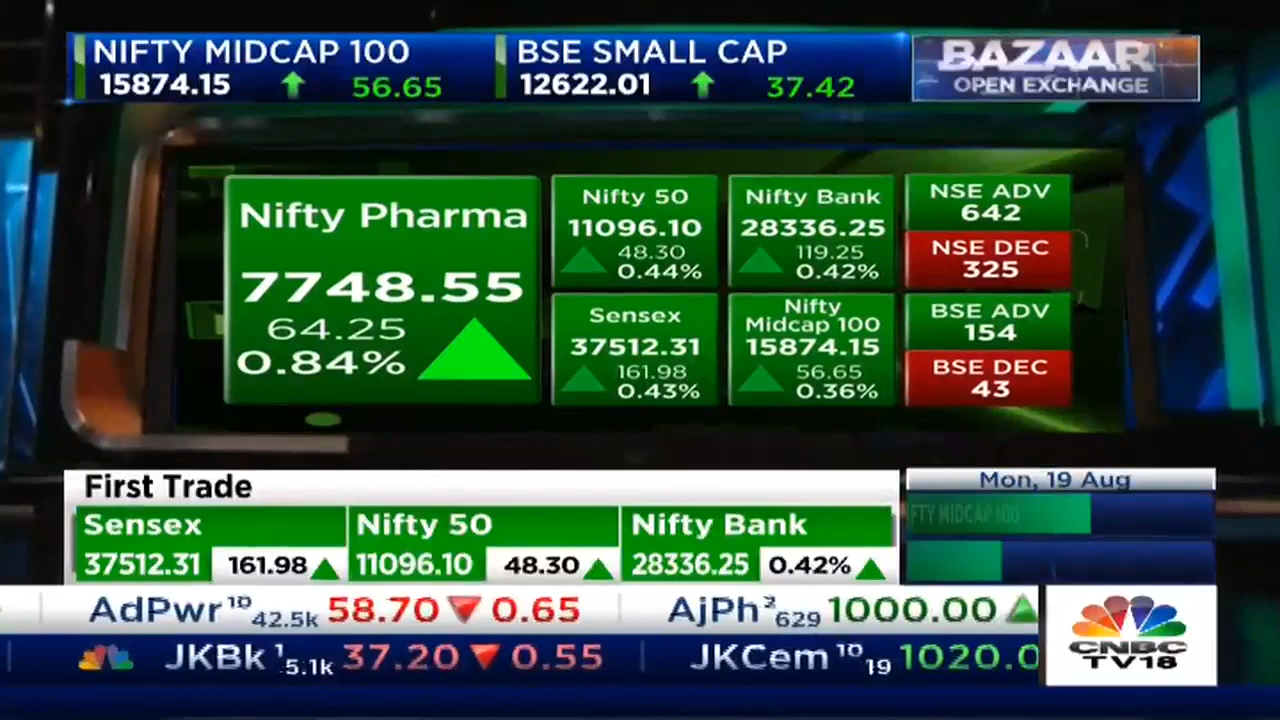 NIFTY MIDCAP 100
15874.15 56.65
BSE SMALL CAP
12622.01 37.42
BAZAAR
OPEN EXCHANGE
Nifty Pharma
7748.55
64.25
0.84%
Nifty 50
11096.10
48.30
0.44%
Nifty Bank
28336.25
119.25
0.42%
NSE ADV
642
NSE DEC
325
Sensex
37512.31
161.98
0.43%
Nifty
Midcap 100
15874.15
56.65
0.36%
BSE ADV
154
BSE DEC
43
First Trade
Sensex
37512.31 161.98
Nifty 50
11096.10 48.30
Nifty Bank
28336.25 0.42%
Mon, 19 Aug
FTY MIDCAP 100
AdPwr 10 42.5k 58.70 0.65 AjPh 2 629 1000.00
JKBk 1 5.1k 37.20 0.55 JKCem 10 19 1020.0
CNBC
TV18